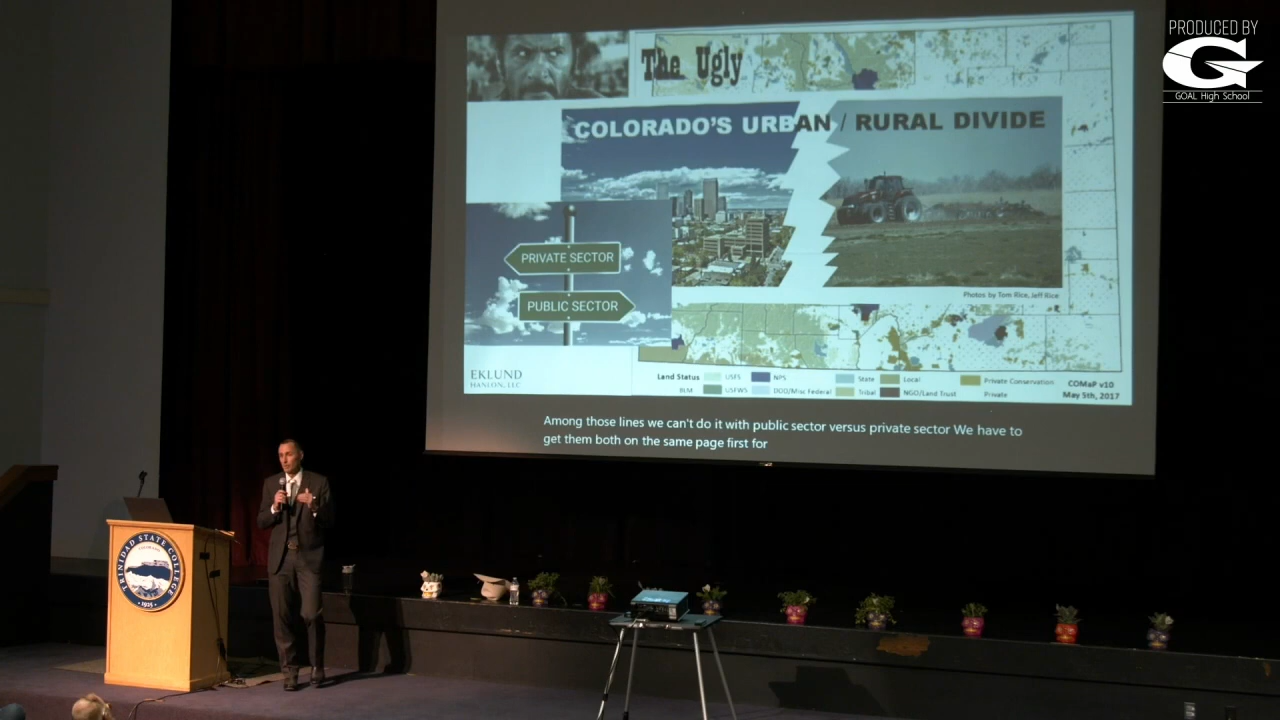 PRODUCED BY
G
GOAL High School
The Ugly
COLORADO'S URBAN / RURAL DIVIDE
PRIVATE SECTOR
PUBLIC SECTOR
Photos by Tom Rice, Jeff Rice
EKLUND
HANLON, LLC
Land Status
USFS
NPS
State
Local
Private Conservation
BLM
USFWS
DOD/Misc Federal
Tribal
NGO/Land Trust
Private
COMaP v10
May 5th, 2017
Among those lines we can't do it with public sector versus private sector We have to
get them both on the same page first for
TRINIDAD STATE COLLEGE
COLORADO
• 1925 •